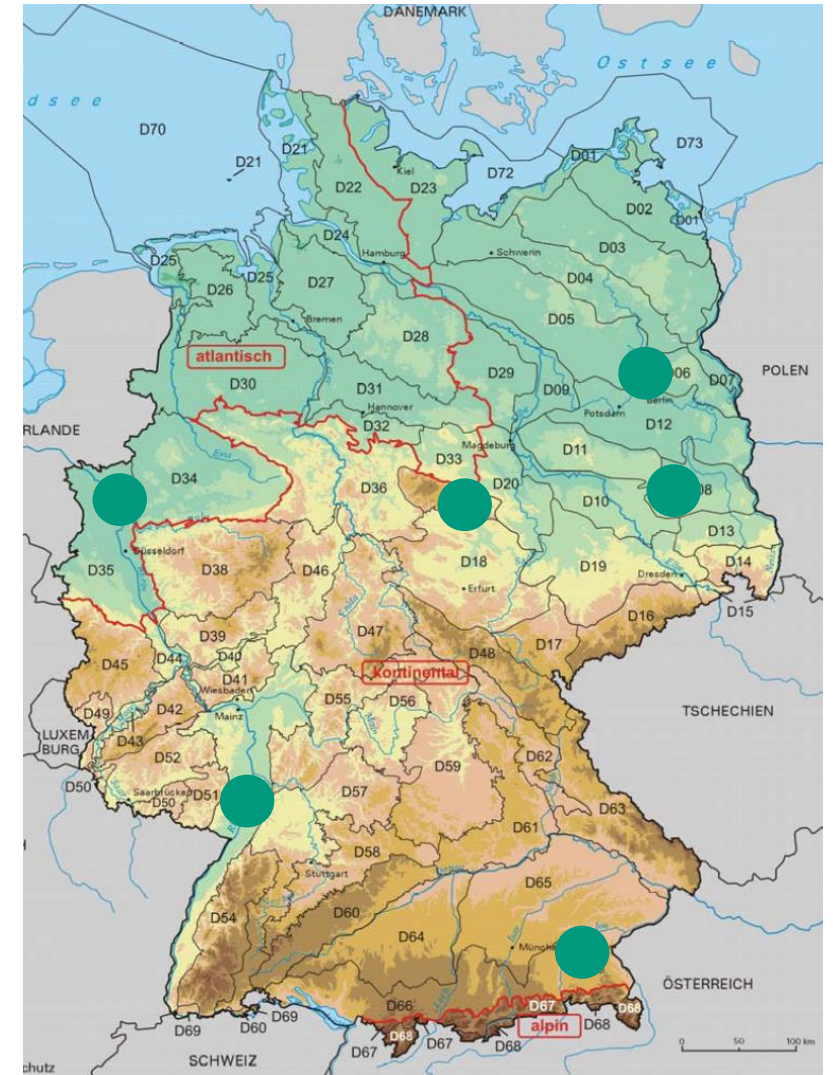 DÄNEMARK
Ostsee
dsee
D70
D21
D21
D22
Kiel
D23
D72
D01
D73
D02
D01
D24
Hamburg
Schwerin
D03
D25
D26
D25
D27
Bremen
D04
D05
D28
atlantisch
D29
D09
06
D07
POLEN
D30
D31
Hannover
Potsdam
Berlin
D12
RLANDE
D32
Magdeburg
D33
D11
D34
Ems
D36
D20
D10
08
D13
D35
Düsseldorf
D38
D46
D18
Erfurt
D19
Dresden
D14
D15
D16
D45
D44
D39
D40
D47
D48
D17
D41
Wiesbaden
kontinental
D49
D42
Mainz
D55
D56
Main
TSCHECHIEN
LUXEM
BURG
D43
D52
D59
D62
D50
Saarbrücken
D50
D51
D57
D63
D58
D61
Stuttgart
D65
D54
D60
D64
Münche
ÖSTERREICH
D66
D67
D68
D69
D60
D69
D67
D68
D67
D68
alpin
D68
SCHWEIZ
0 50 100 km
chutz